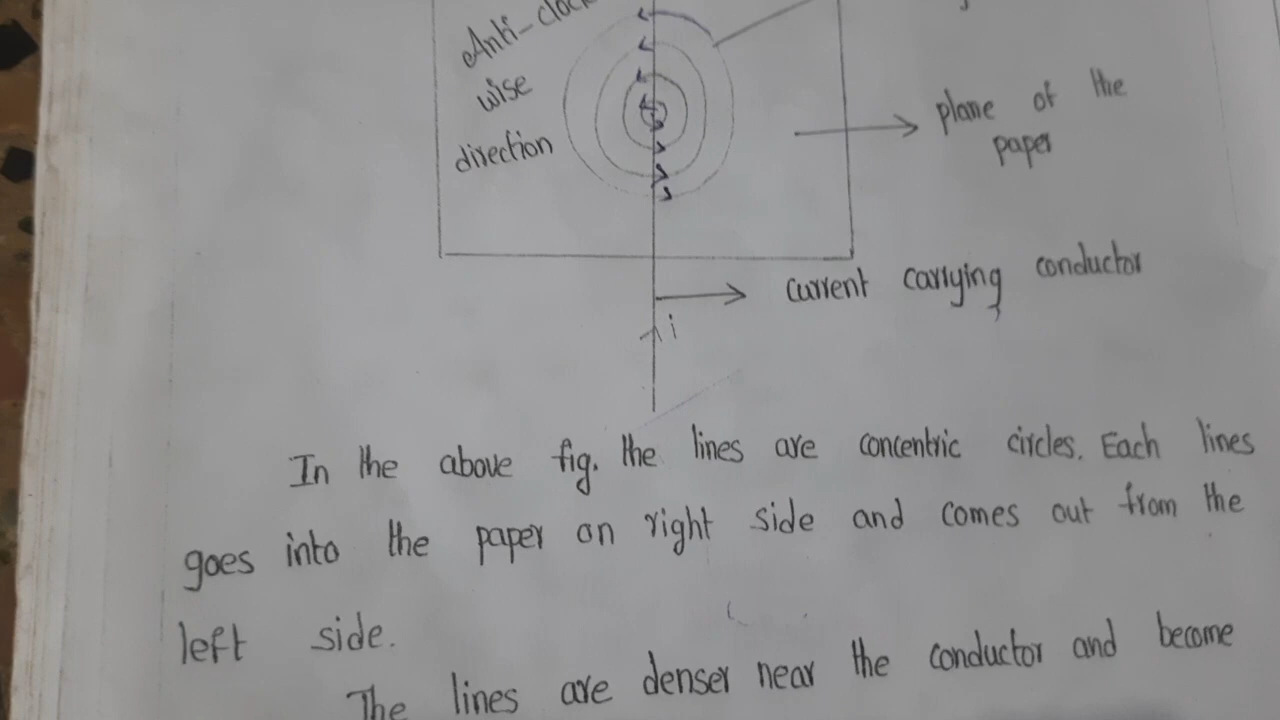 Anti-clock
wise
direction
plane of the
paper
current carrying conductor
i
In the above fig. the lines are concentric circles. Each lines
goes into the paper on right side and comes out from the
left side.
The lines are denser near the conductor and become